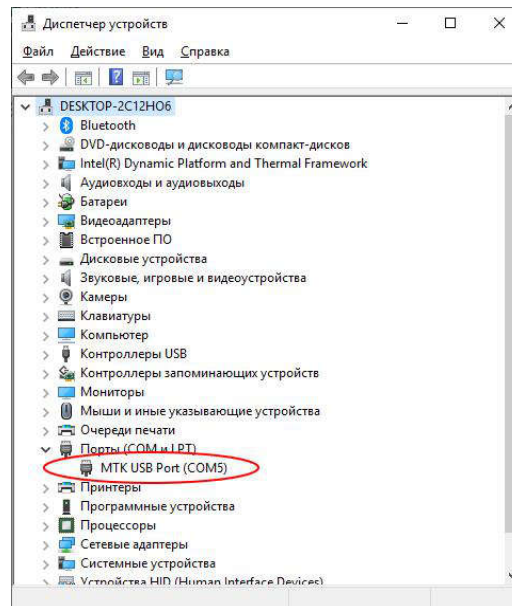 Диспетчер устройств
Файл Действие Вид Справка
DESKTOP-2C12HO6
Bluetooth
DVD-дисководы и дисководы компакт-дисков
Intel(R) Dynamic Platform and Thermal Framework
Аудиовходы и аудиовыходы
Батареи
Видеоадаптеры
Встроенное ПО
Дисковые устройства
Звуковые, игровые и видеоустройства
Камеры
Клавиатуры
Компьютер
Контроллеры USB
Контроллеры запоминающих устройств
Мониторы
Мыши и иные указывающие устройства
Очереди печати
Порты (COM и LPT)
MTK USB Port (COM5)
Принтеры
Программные устройства
Процессоры
Сетевые адаптеры
Системные устройства
Устройства HID (Human Interface Devices)